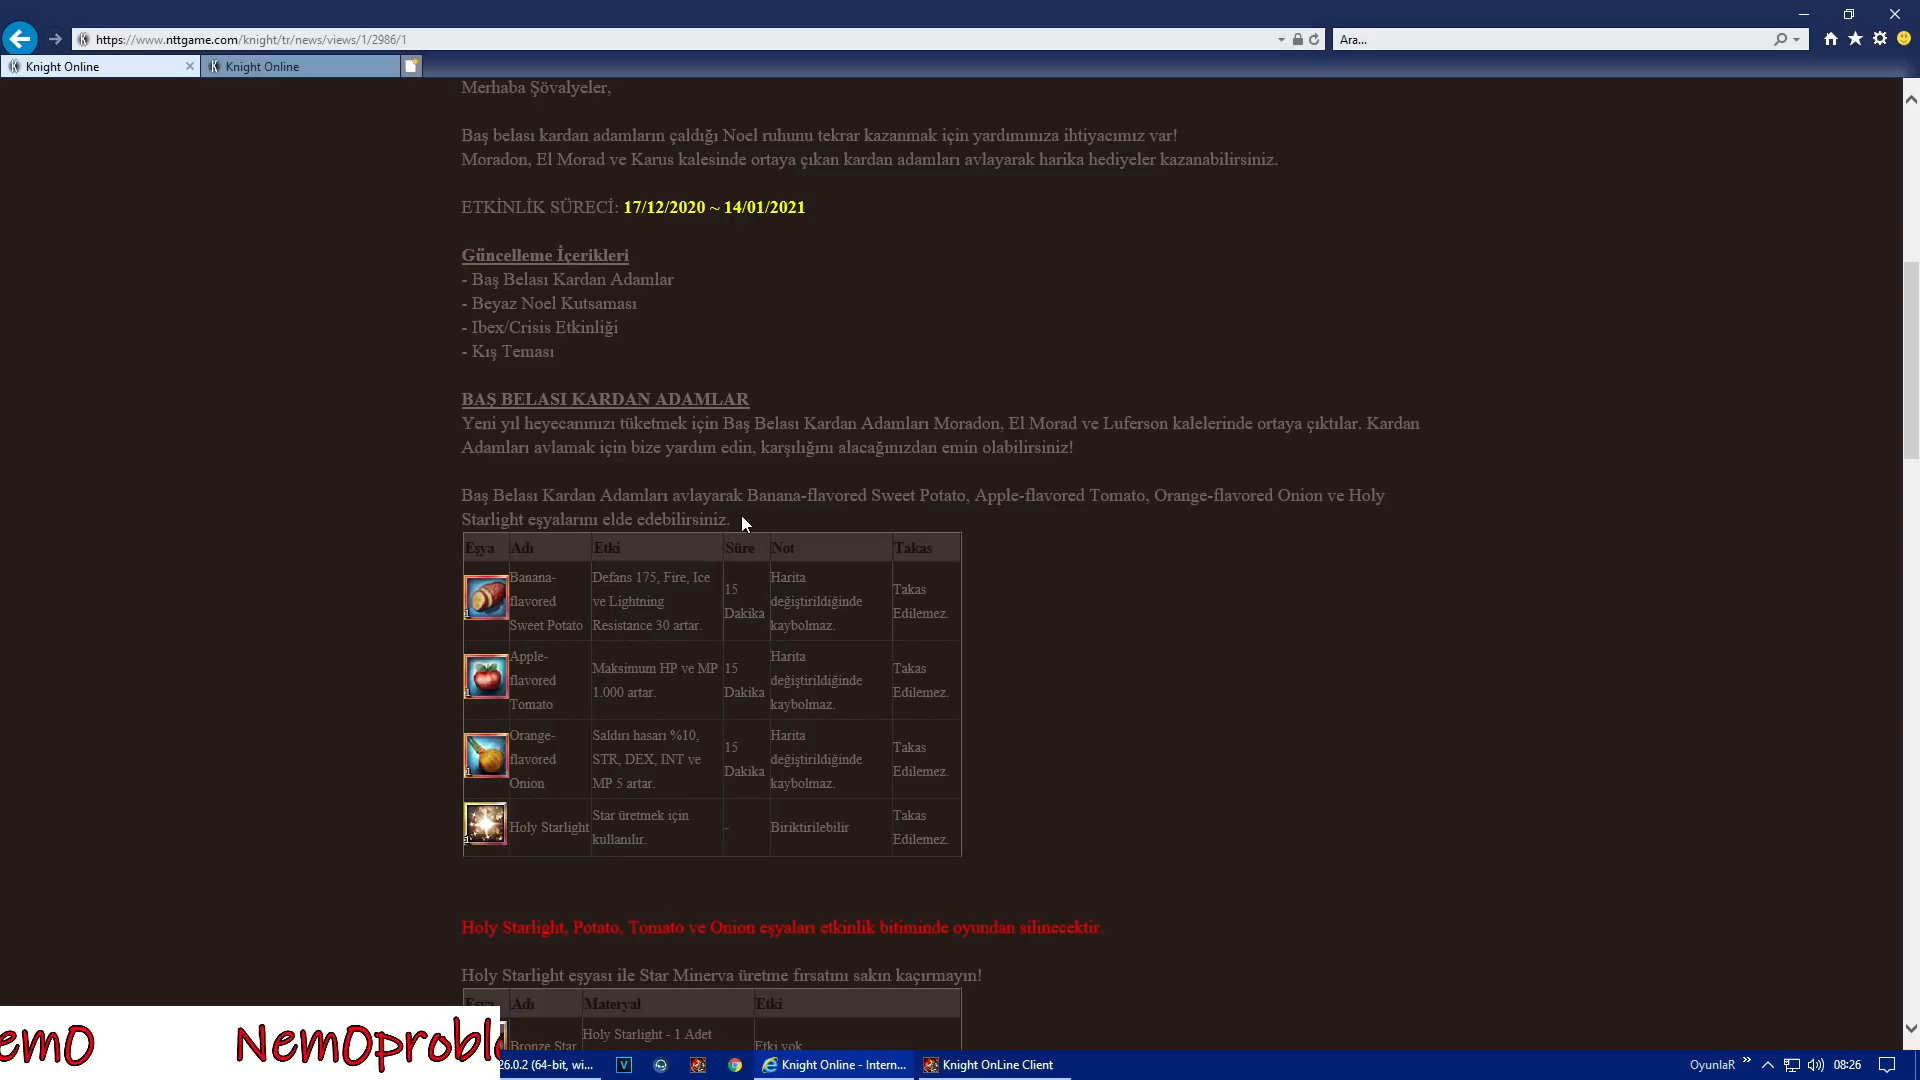 https://www.nttgame.com/knight/tr/news/views/1/2986/1
Ara...
Knight Online
Knight Online
Merhaba Şövalyeler,
Baş belası kardan adamların çaldığı Noel ruhunu tekrar kazanmak için yardımınıza ihtiyacımız var!
Moradon, El Morad ve Karus kalesinde ortaya çıkan kardan adamları avlayarak harika hediyeler kazanabilirsiniz.
ETKİNLİK SÜRECİ: 17/12/2020 ~ 14/01/2021
Güncelleme İçerikleri
- Baş Belası Kardan Adamlar
- Beyaz Noel Kutsaması
- Ibex/Crisis Etkinliği
- Kış Teması
BAŞ BELASI KARDAN ADAMLAR
Yeni yıl heyecanınızı tüketmek için Baş Belası Kardan Adamları Moradon, El Morad ve Luferson kalelerinde ortaya çıktılar. Kardan
Adamları avlamak için bize yardım edin, karşılığını alacağınızdan emin olabilirsiniz!
Baş Belası Kardan Adamları avlayarak Banana-flavored Sweet Potato, Apple-flavored Tomato, Orange-flavored Onion ve Holy
Starlight eşyalarını elde edebilirsiniz.
Eşya Adı Etki Süre Not Takas
Banana-
flavored
Sweet Potato
Defans 175, Fire, Ice
ve Lightning
Resistance 30 artar.
15
Dakika
Harita
değiştirildiğinde
kaybolmaz.
Takas
Edilemez.
Apple-
flavored
Tomato
Maksimum HP ve MP
1.000 artar.
15
Dakika
Harita
değiştirildiğinde
kaybolmaz.
Takas
Edilemez.
Orange-
flavored
Onion
Saldırı hasarı %10,
STR, DEX, INT ve
MP 5 artar.
15
Dakika
Harita
değiştirildiğinde
kaybolmaz.
Takas
Edilemez.
Holy Starlight
Star üretmek için
kullanılır.
-
Biriktirilebilir
Takas
Edilemez.
Holy Starlight, Potato, Tomato ve Onion eşyaları etkinlik bitiminde oyundan silinecektir.
Holy Starlight eşyası ile Star Minerva üretme fırsatını sakın kaçırmayın!
Eşya Adı Materyal Etki
Holy Starlight - 1 Adet
Bronze Star
Etki yok
emO NemOproble
26.0.2 (64-bit, wi...
Knight Online - Intern...
Knight OnLine Client
OyunlaR
08:26